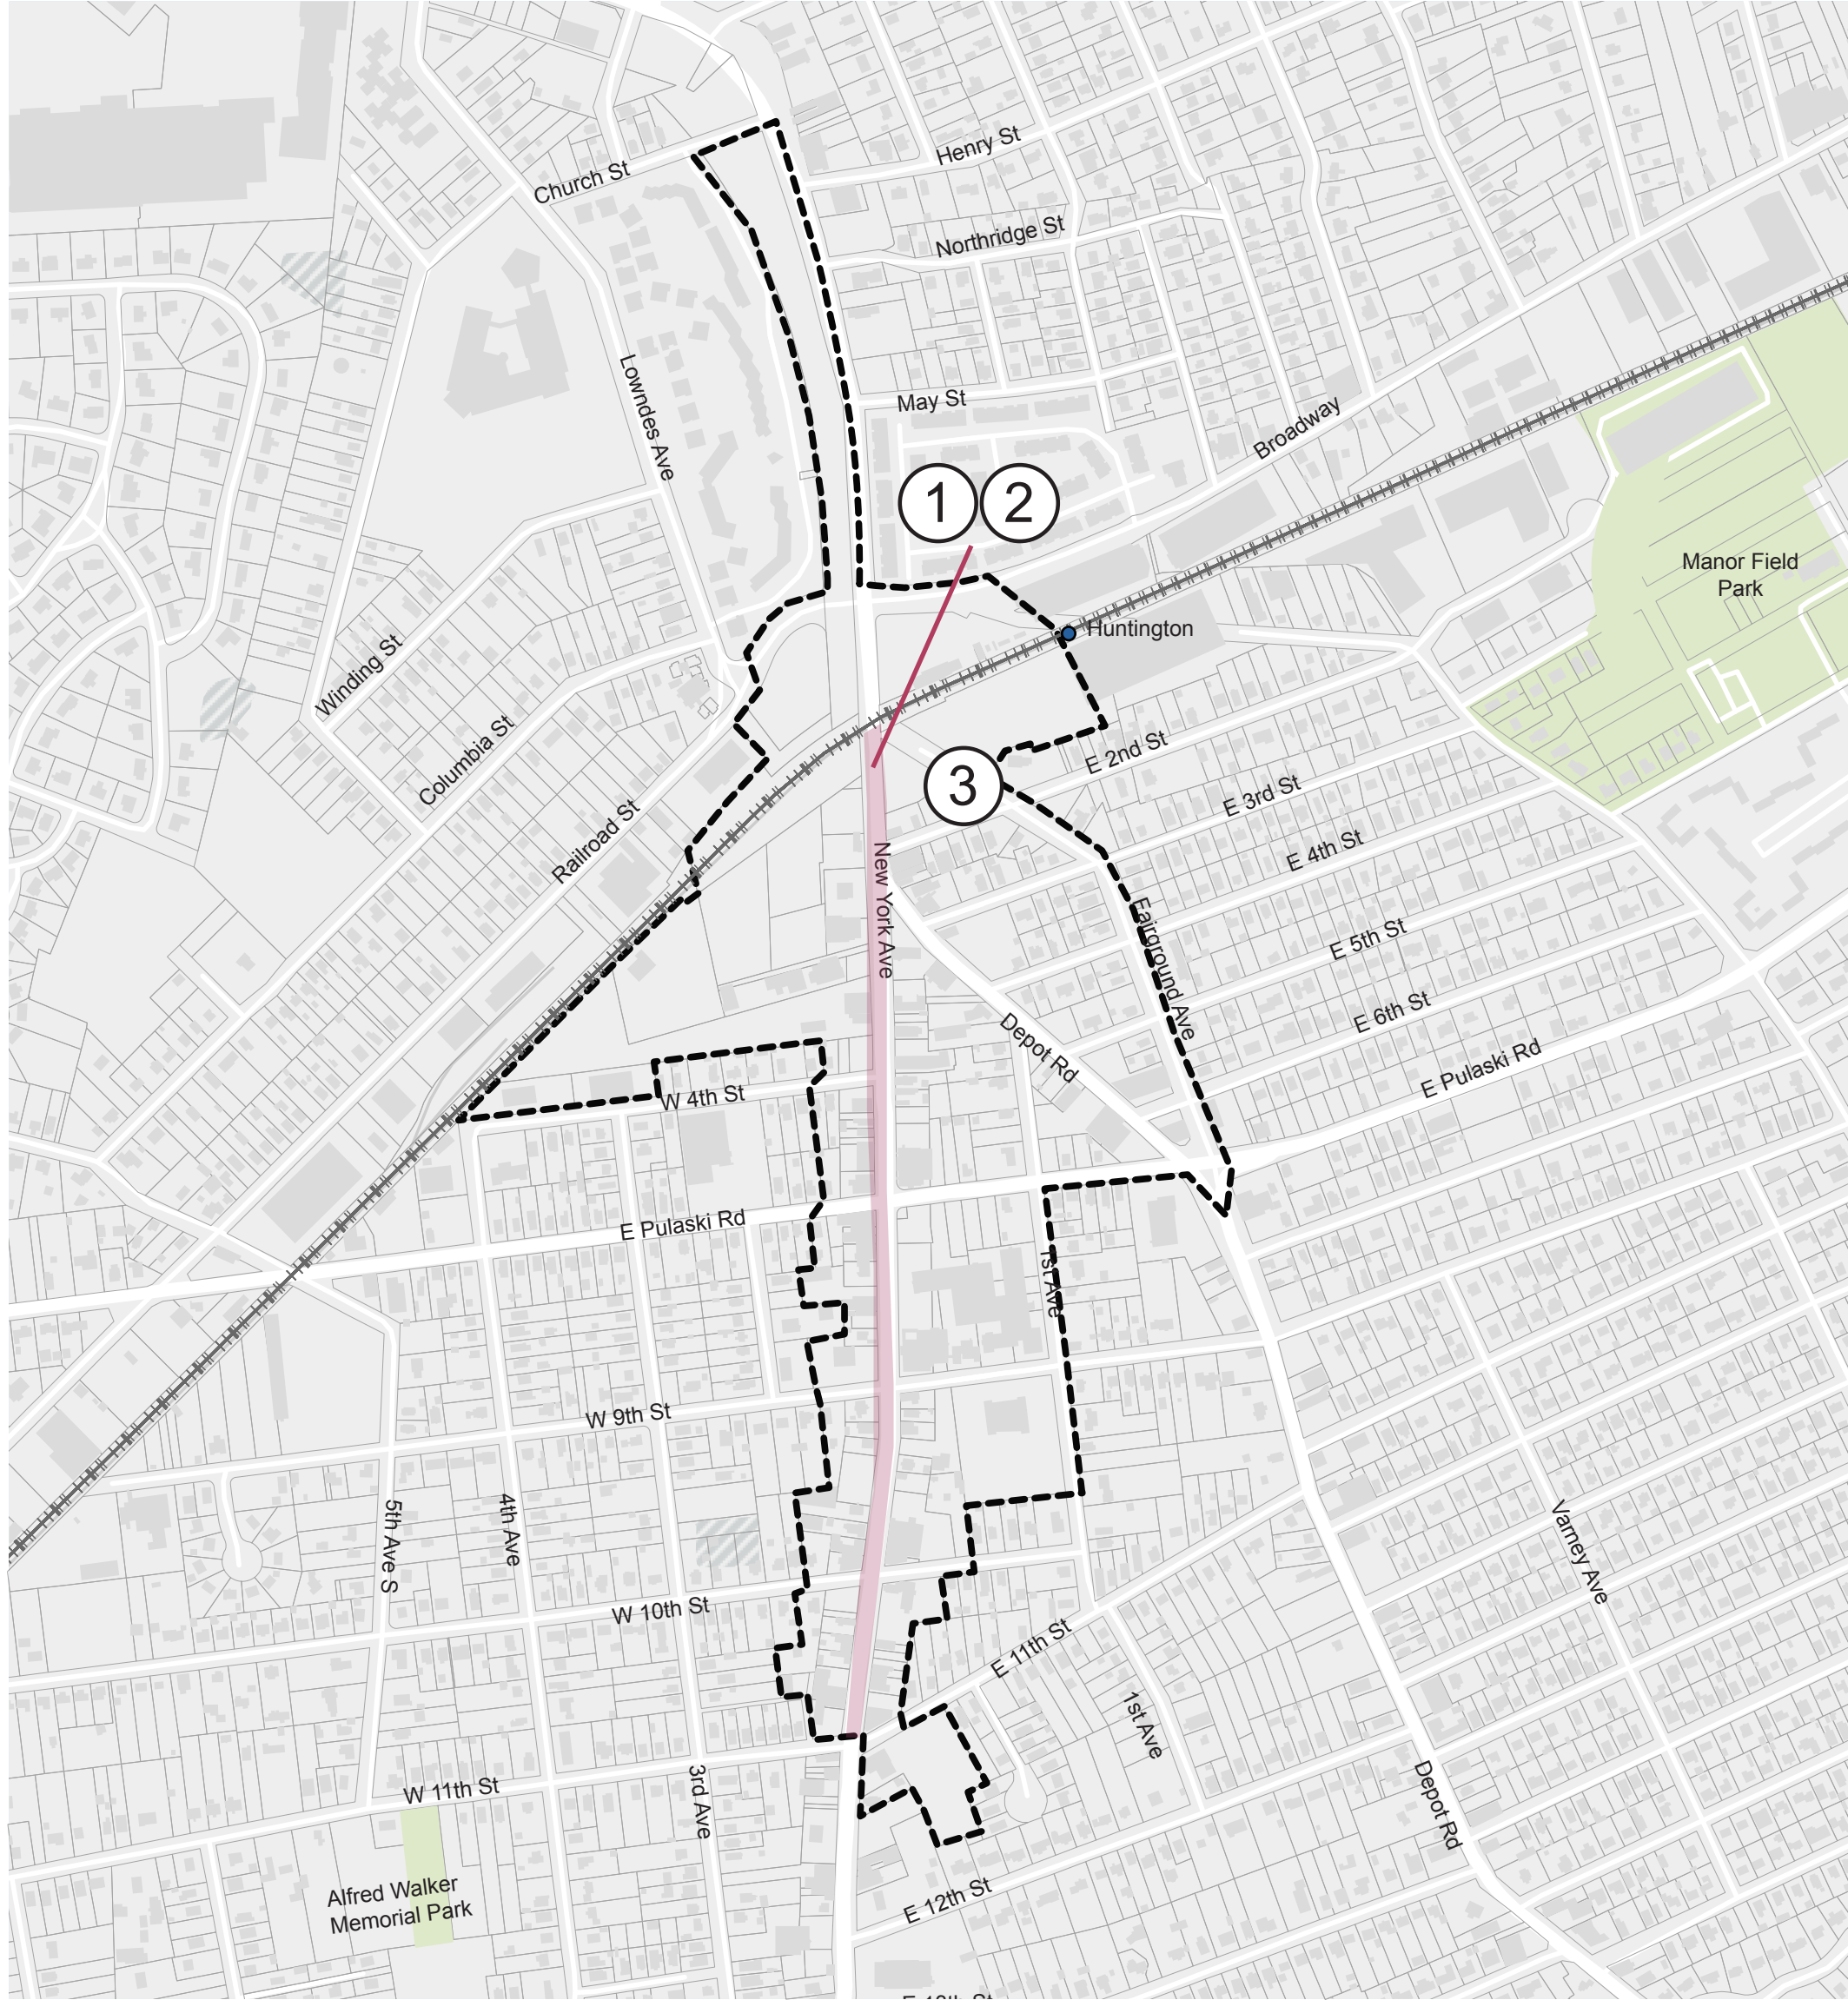 Henry St
Church St
Northridge St
Lowndes Ave
May St
Broadway
1
2
Manor Field
Park
Huntington
Winding St
Columbia St
E 2nd St
3
E 3rd St
Railroad St
E 4th St
New York Ave
Fairground Ave
E 5th St
E 6th St
Depot Rd
E Pulaski Rd
W 4th St
E Pulaski Rd
1st Ave
W 9th St
5th Ave S
4th Ave
Varney Ave
W 10th St
E 11th St
1st Ave
W 11th St
3rd Ave
Depot Rd
Alfred Walker
Memorial Park
E 12th St